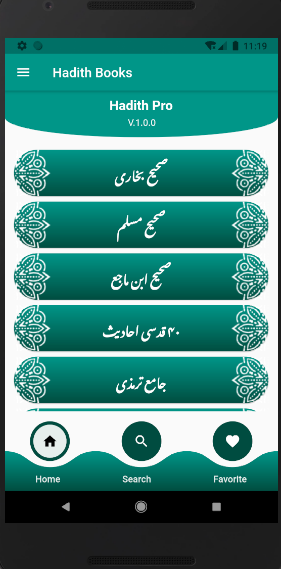 11:19
Hadith Books
Hadith Pro
V.1.0.0
صحیح بخاری
صحیح مسلم
صحیح ابن ماجع
۴۰ قدسی احادیث
جامع ترمذی
Home
Search
Favorite